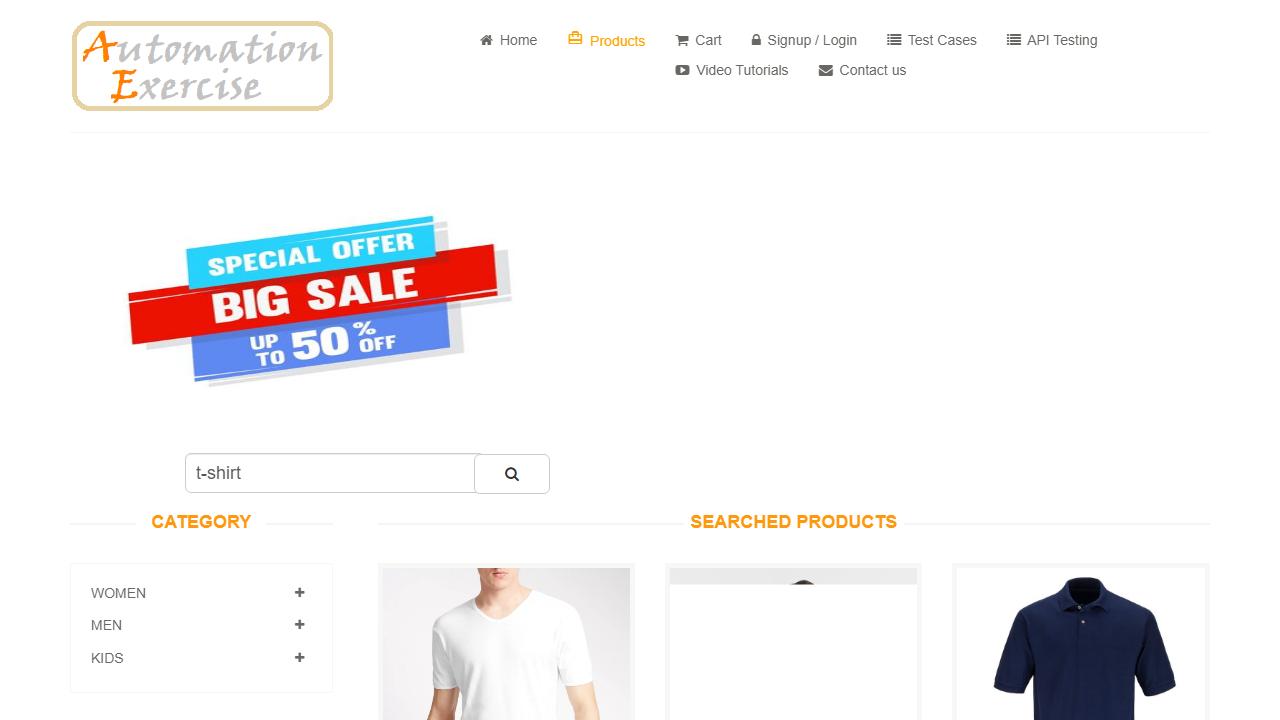 Automation
Exercise
Home
Products
Cart
Signup / Login
Test Cases
API Testing
Video Tutorials
Contact us
SPECIAL OFFER
BIG SALE
UP TO 50% OFF
t-shirt
CATEGORY
SEARCHED PRODUCTS
WOMEN
MEN
KIDS